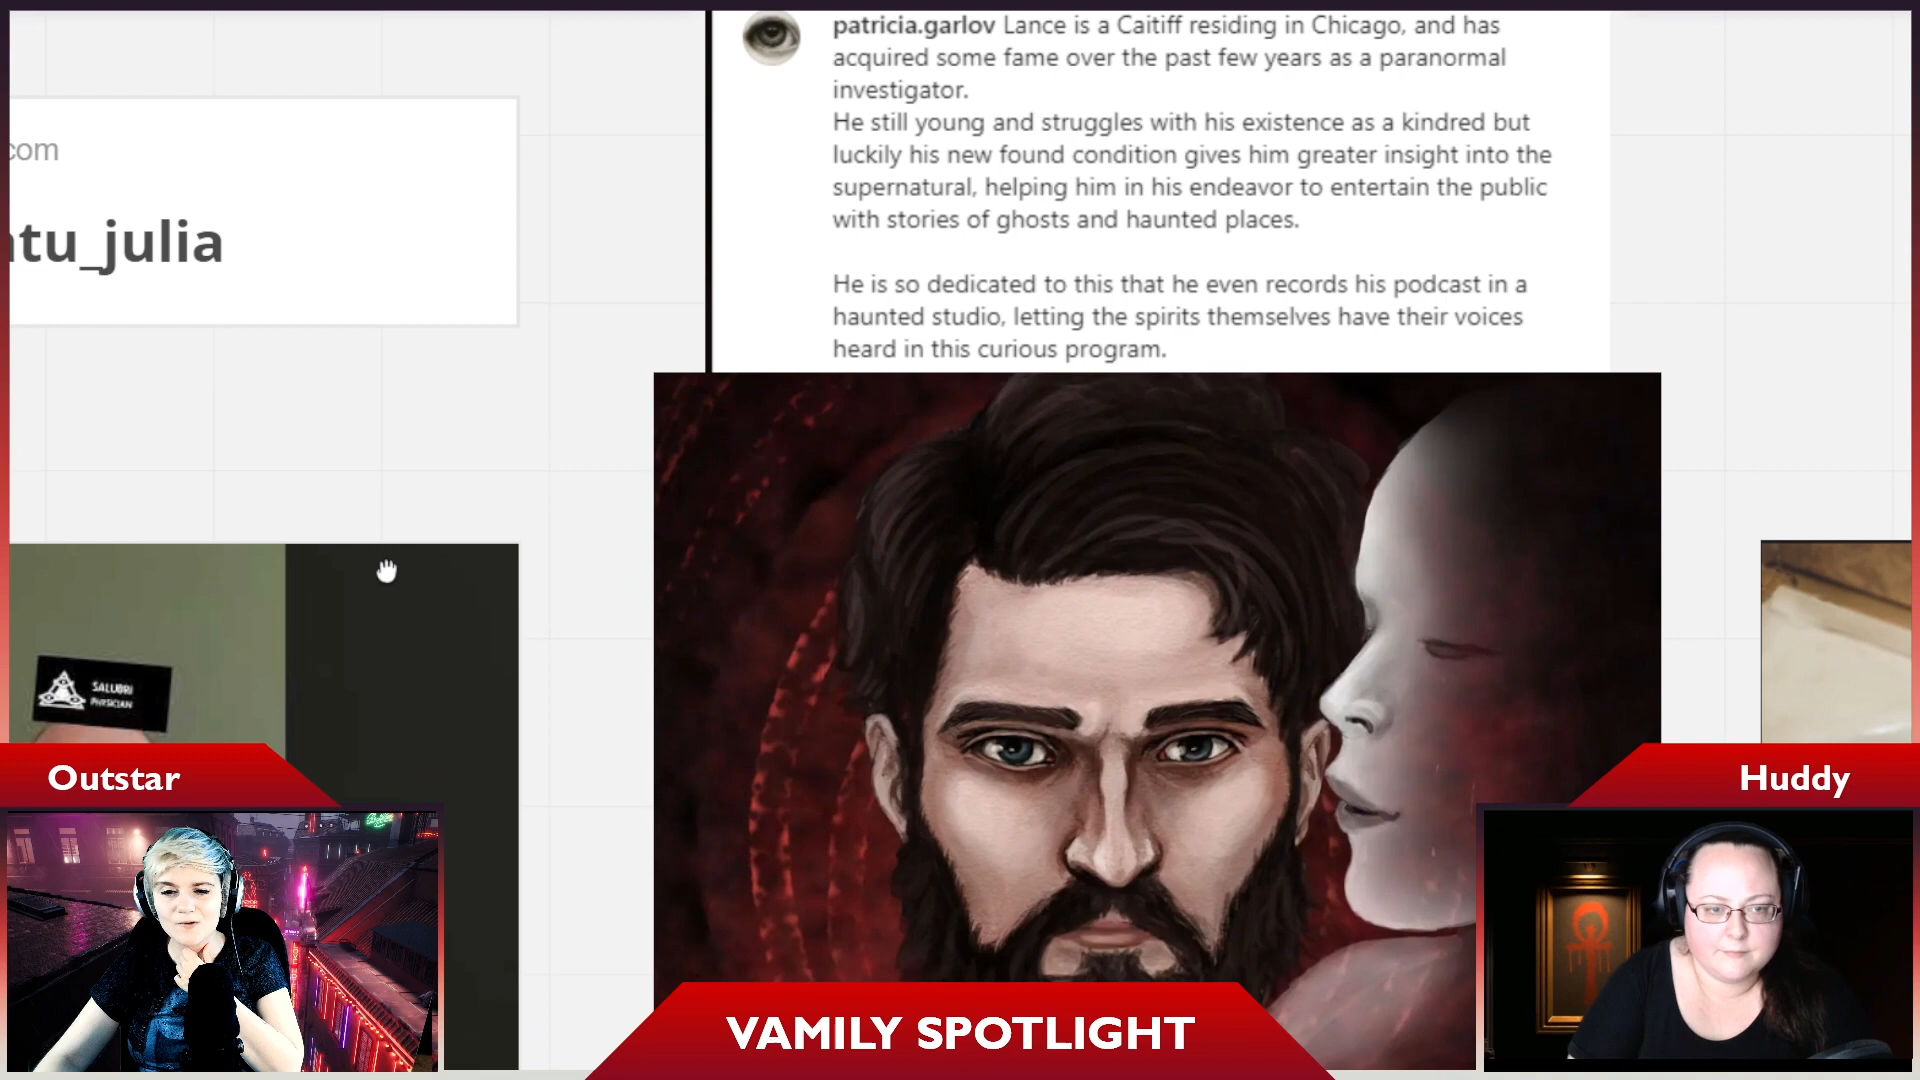 patricia.garlov Lance is a Caitiff residing in Chicago, and has
acquired some fame over the past few years as a paranormal
investigator.
He still young and struggles with his existence as a kindred but
luckily his new found condition gives him greater insight into the
supernatural, helping him in his endeavor to entertain the public
with stories of ghosts and haunted places.
He is so dedicated to this that he even records his podcast in a
haunted studio, letting the spirits themselves have their voices
heard in this curious program.
com
tu_julia
SALUBRI
PHYSICIAN
Outstar
Huddy
VAMILY SPOTLIGHT